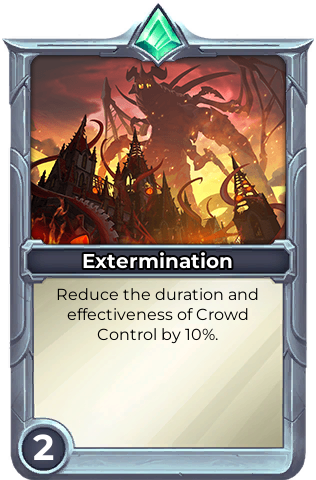 Extermination
Reduce the duration and
effectiveness of Crowd
Control by 10%.
2